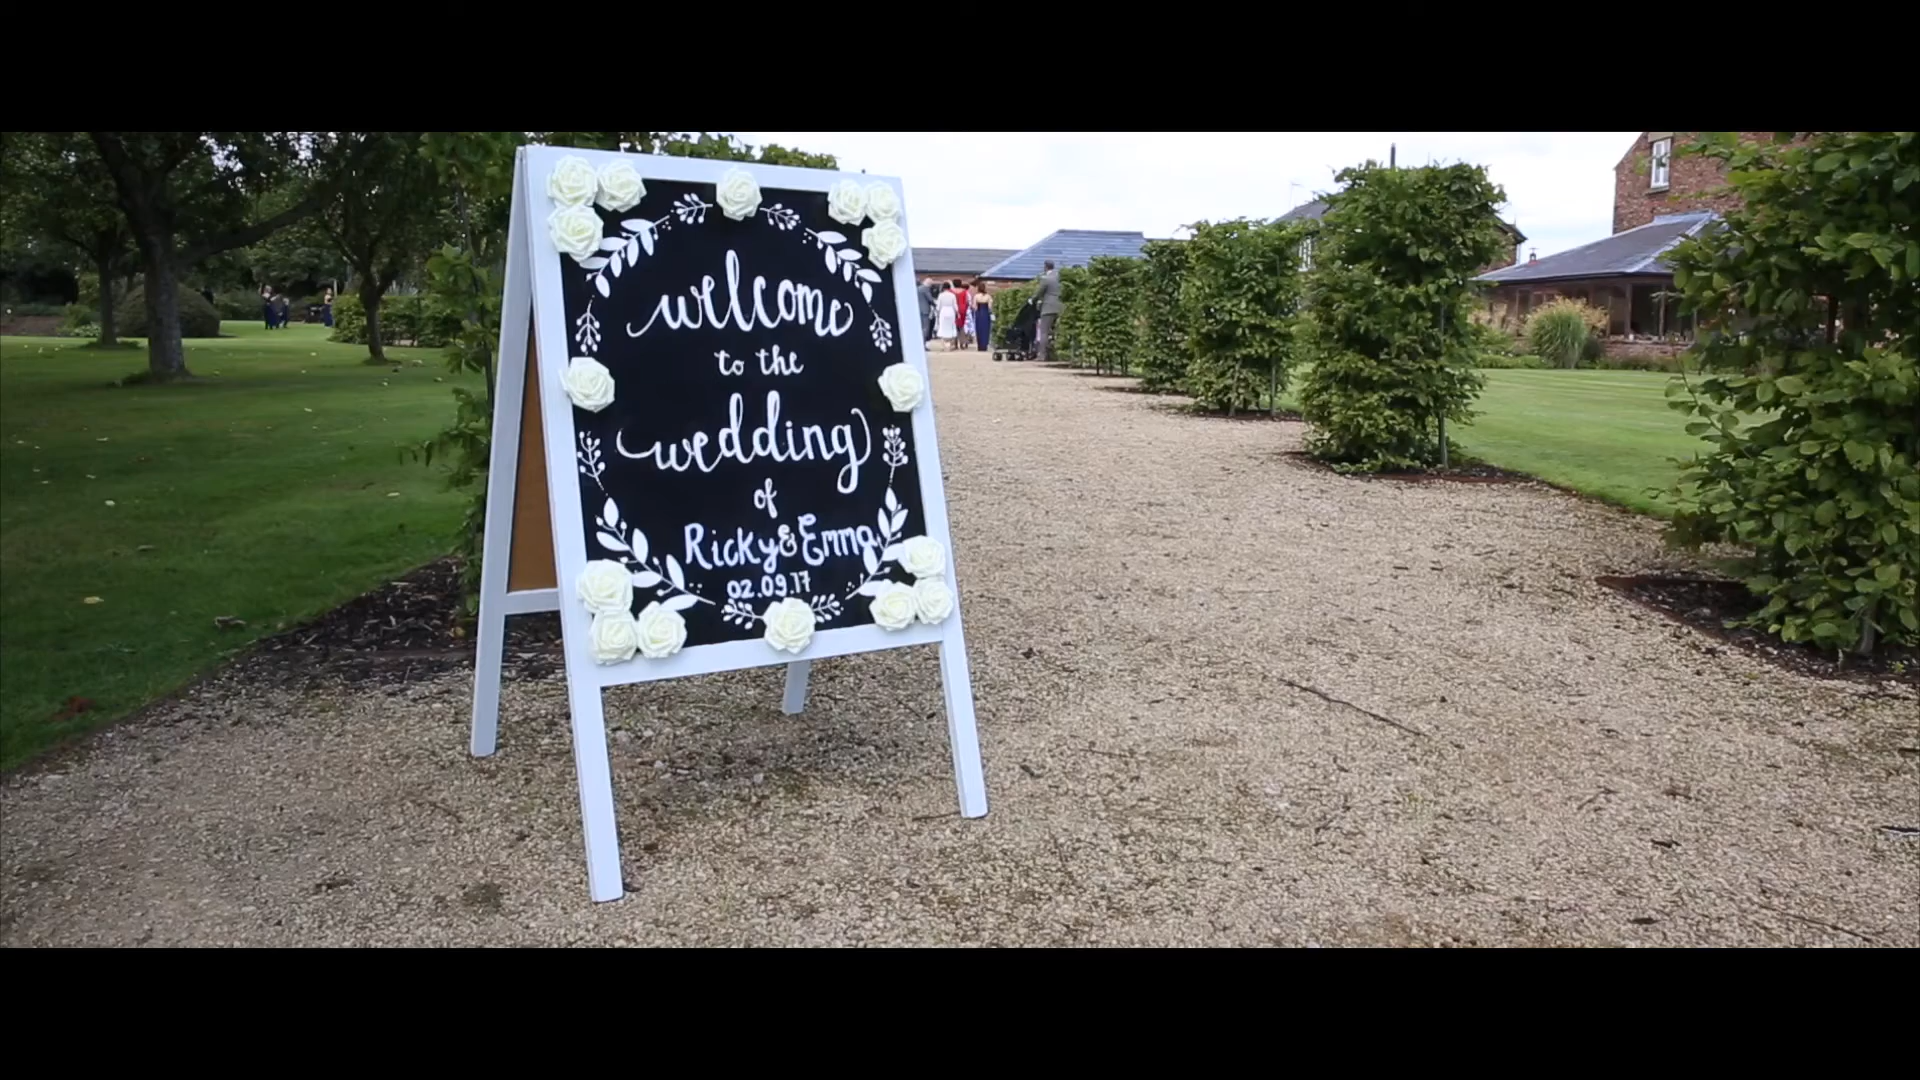 welcome
to the
wedding
of
Ricky & Emma
02.09.17